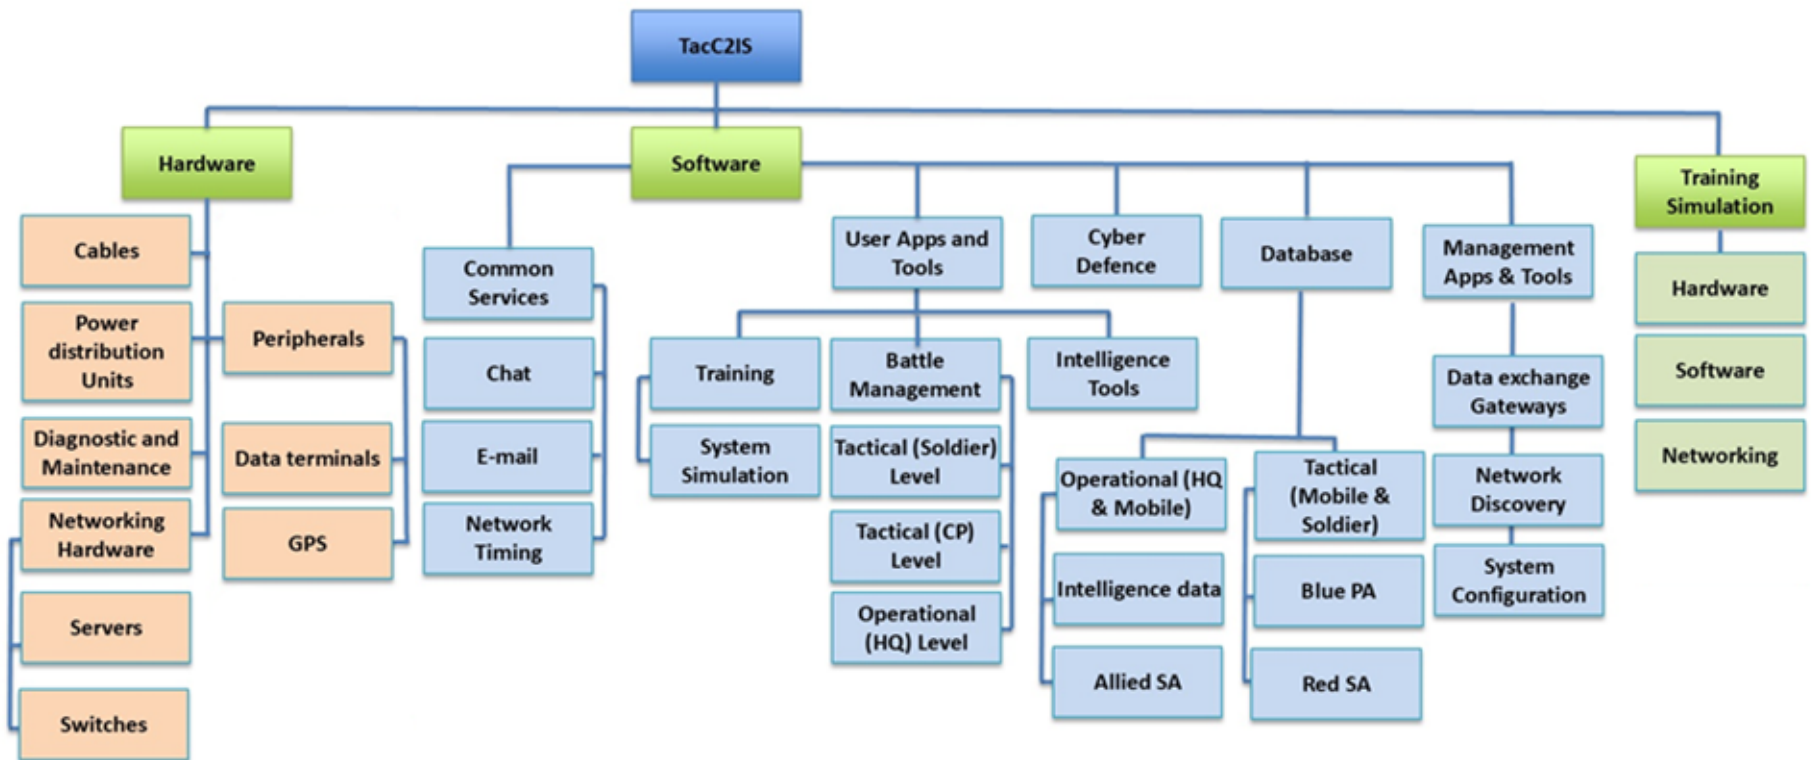 TacC2IS
Hardware
Software
Training
Simulation
Cables
Power
distribution
Units
Diagnostic and
Maintenance
Networking
Hardware
Servers
Switches
Peripherals
Data terminals
GPS
Common
Services
Chat
E-mail
Network
Timing
User Apps and
Tools
Training
System
Simulation
Battle
Management
Tactical (Soldier)
Level
Tactical (CP)
Level
Operational
(HQ) Level
Intelligence
Tools
Cyber
Defence
Database
Operational (HQ
& Mobile)
Intelligence data
Allied SA
Tactical
(Mobile &
Soldier)
Blue PA
Red SA
Management
Apps & Tools
Data exchange
Gateways
Network
Discovery
System
Configuration
Hardware
Software
Networking